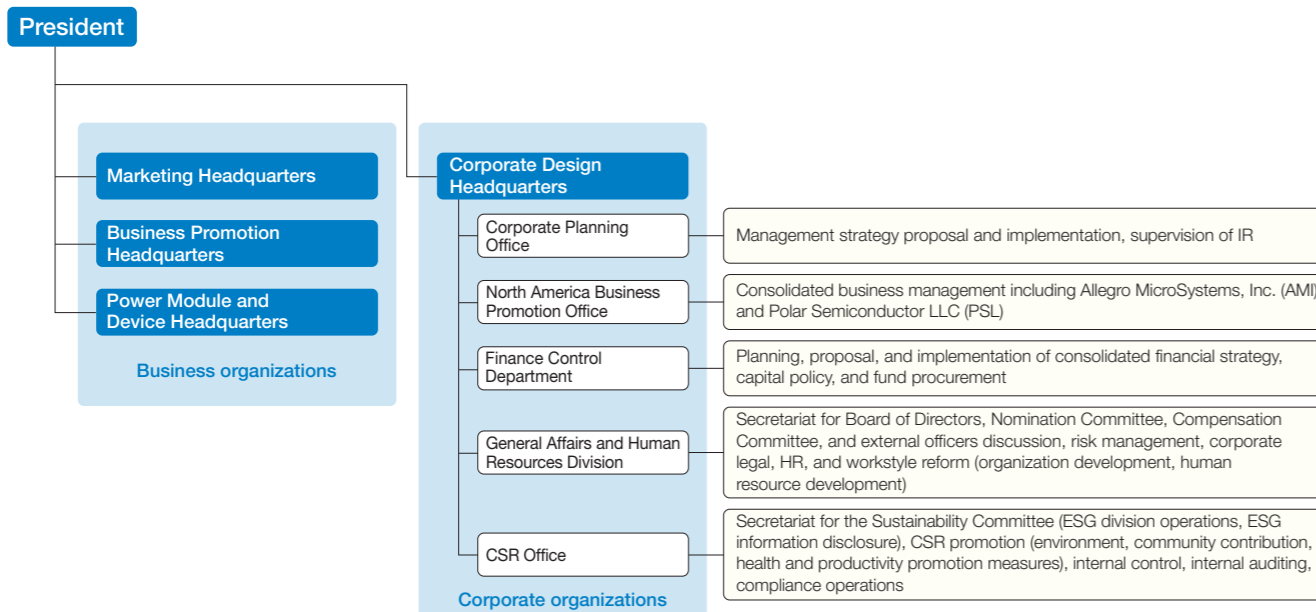 President
Marketing Headquarters
Business Promotion
Headquarters
Power Module and
Device Headquarters
Business organizations
Corporate Design
Headquarters
Corporate Planning
Office
Management strategy proposal and implementation, supervision of IR
North America Business
Promotion Office
Consolidated business management including Allegro MicroSystems, Inc. (AMI)
and Polar Semiconductor LLC (PSL)
Finance Control
Department
Planning, proposal, and implementation of consolidated financial strategy,
capital policy, and fund procurement
General Affairs and Human
Resources Division
Secretariat for Board of Directors, Nomination Committee, Compensation
Committee, and external officers discussion, risk management, corporate
legal, HR, and workstyle reform (organization development, human
resource development)
CSR Office
Secretariat for the Sustainability Committee (ESG division operations, ESG
information disclosure), CSR promotion (environment, community contribution,
health and productivity promotion measures), internal control, internal auditing,
compliance operations
Corporate organizations